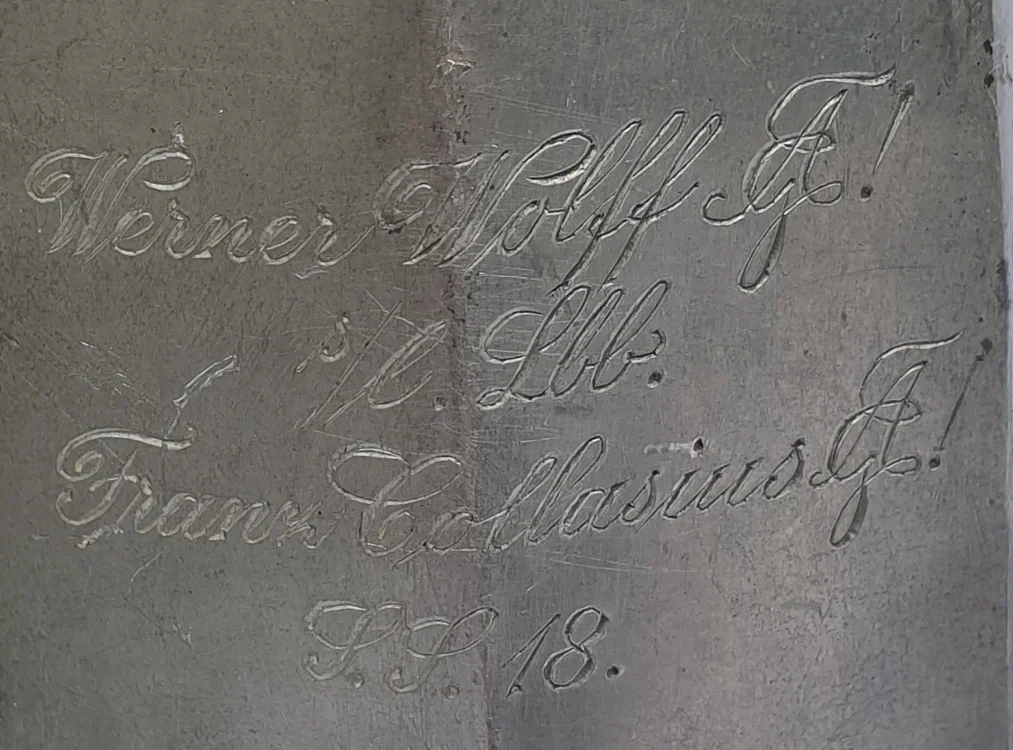 Werner Wolff !
s/l. Lbb.
Franz Collasius !
S.S. 18.